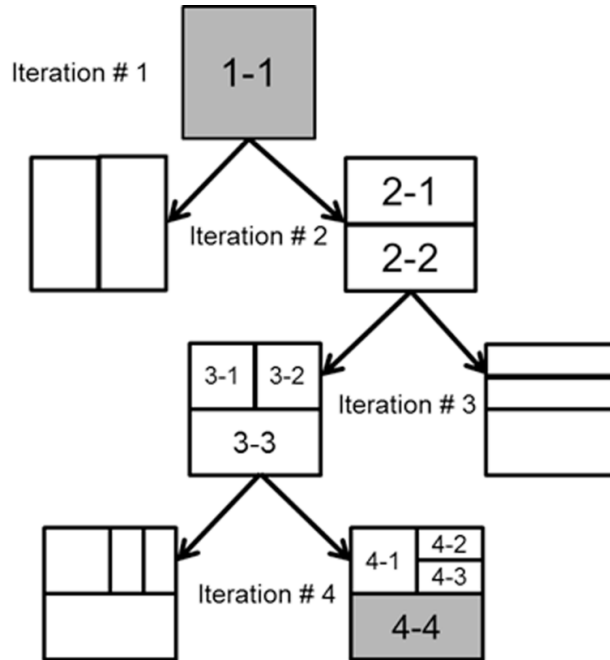 Iteration # 1
1-1
2-1
Iteration # 2
2-2
3-1 3-2
Iteration # 3
3-3
4-1 4-2
4-3
Iteration # 4
4-4